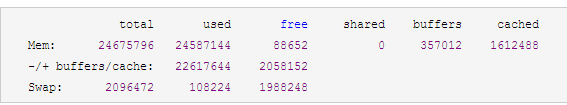 total used free shared buffers cached
Mem: 24675796 24587144 88652 0 357012 1612488
-/+ buffers/cache: 22617644 2058152
Swap: 2096472 108224 1988248